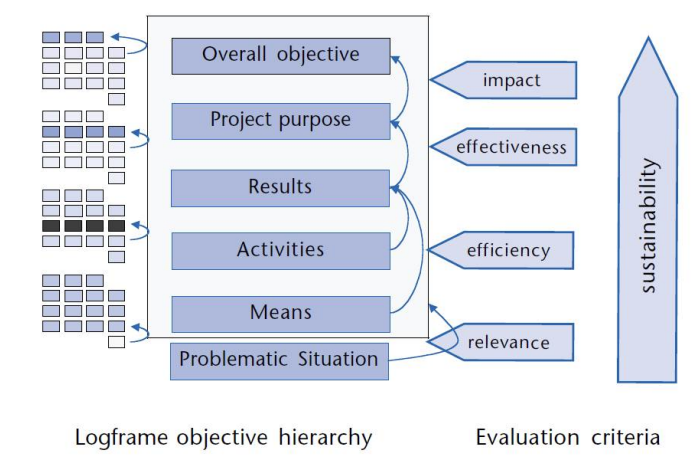 Overall objective
impact
Project purpose
effectiveness
Results
Activities
efficiency
Means
relevance
Problematic Situation
sustainability
Logframe objective hierarchy
Evaluation criteria